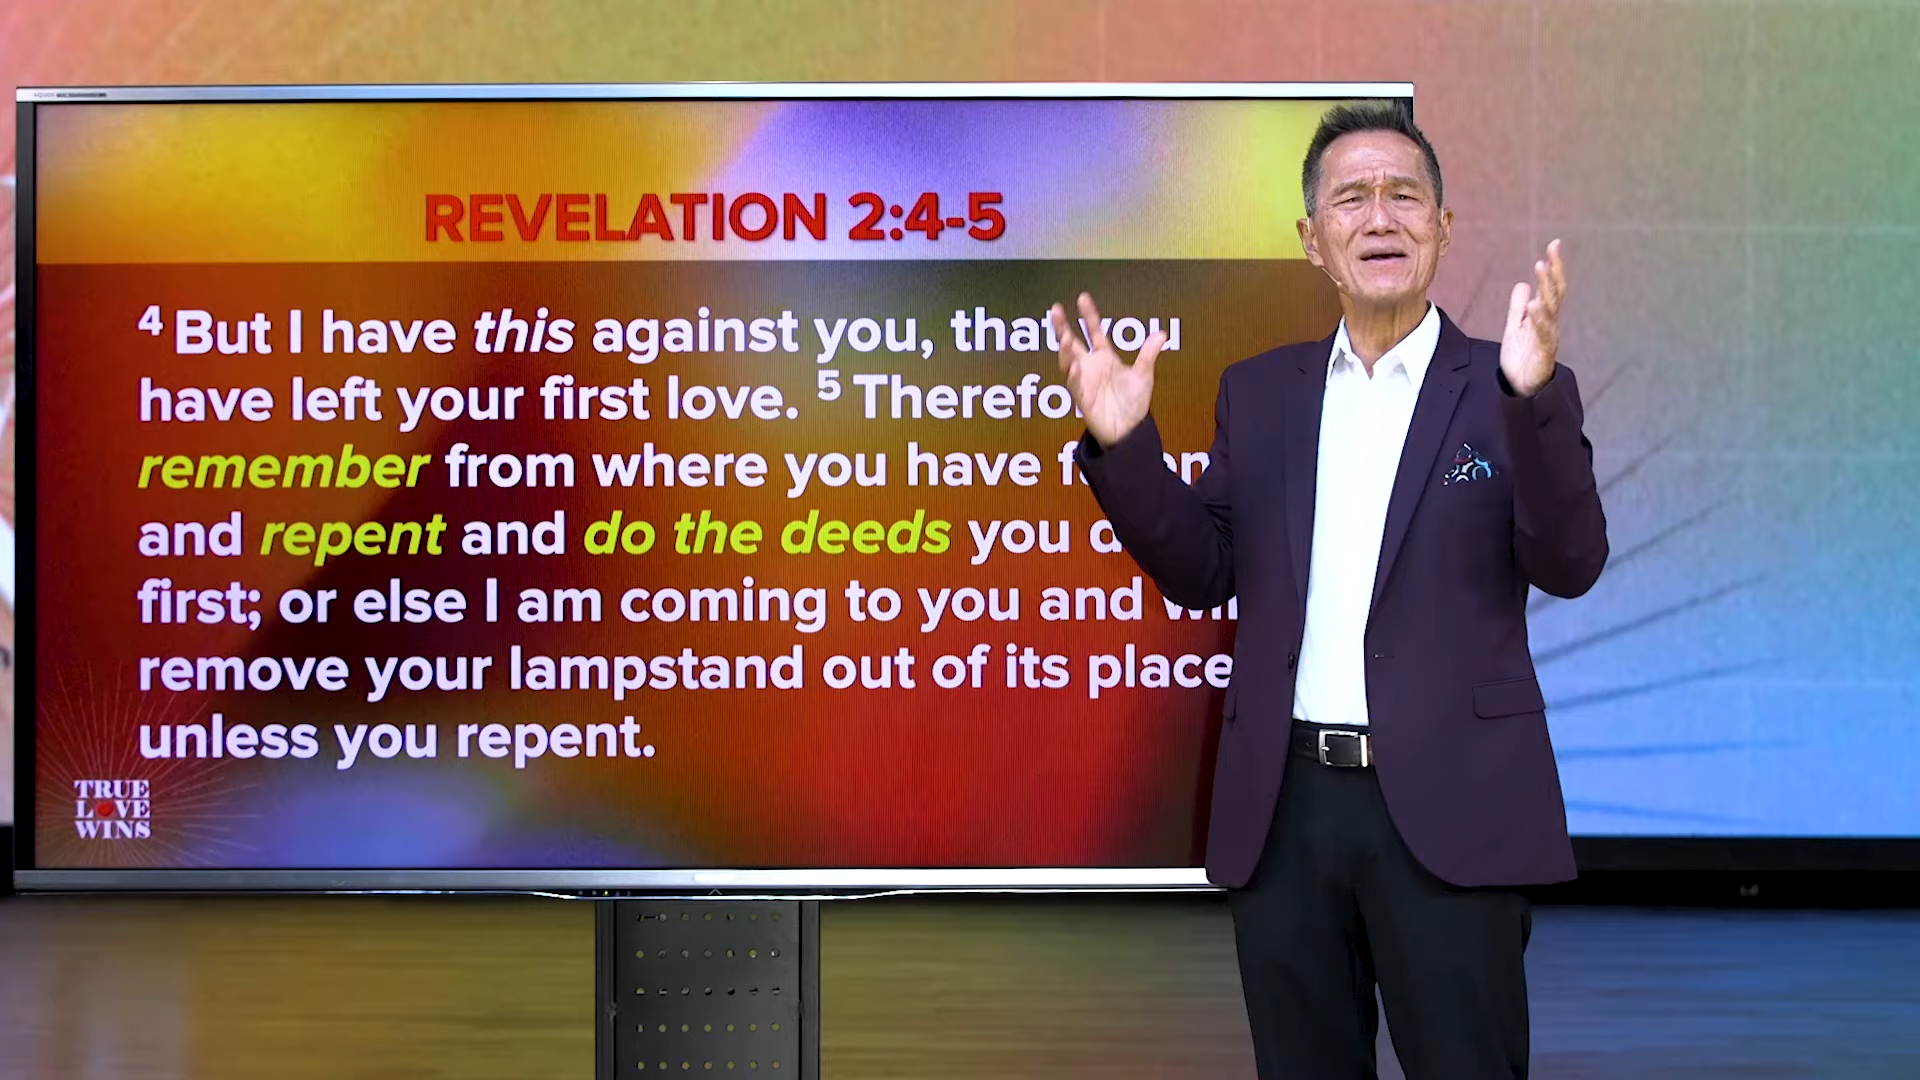 REVELATION 2:4-5
4 But I have this against you, that you
have left your first love. 5
remember from where you have
and repent and do the deeds you
first; or else I am coming to you and
remove your lampstand out of its place
unless you repent.
TRUE
LOVE
WINS